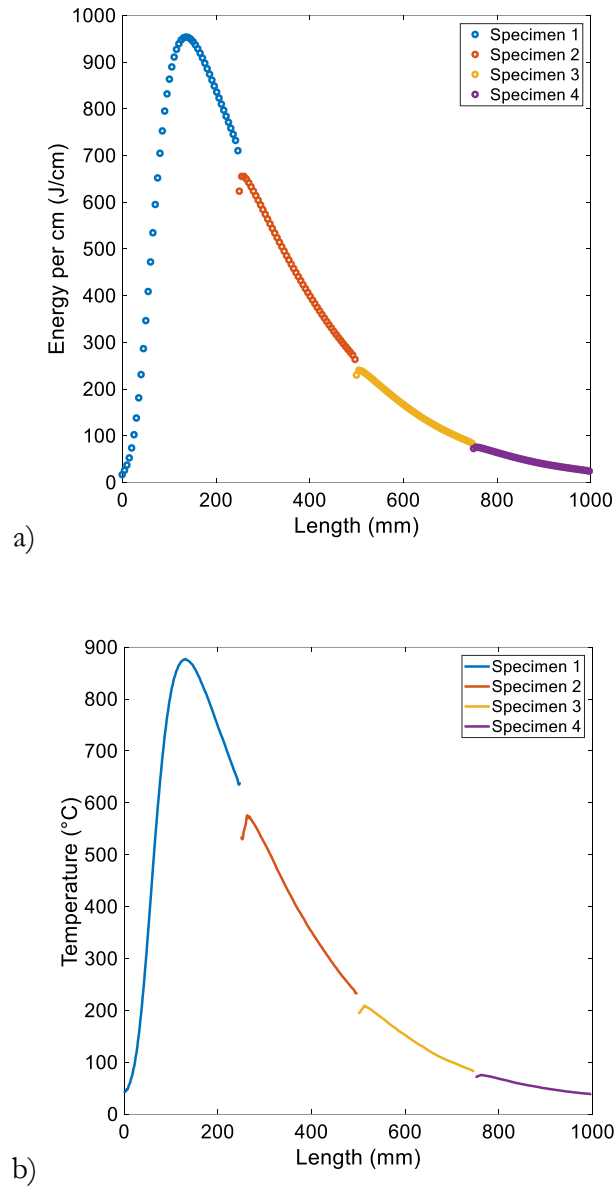 1000
900
800
700
600
500
400
300
200
100
0
Energy per cm (J/cm)
Specimen 1
Specimen 2
Specimen 3
Specimen 4
0 200 400 600 800 1000
Length (mm)
a)
900
800
700
600
500
400
300
200
100
0
Temperature (°C)
Specimen 1
Specimen 2
Specimen 3
Specimen 4
0 200 400 600 800 1000
Length (mm)
b)